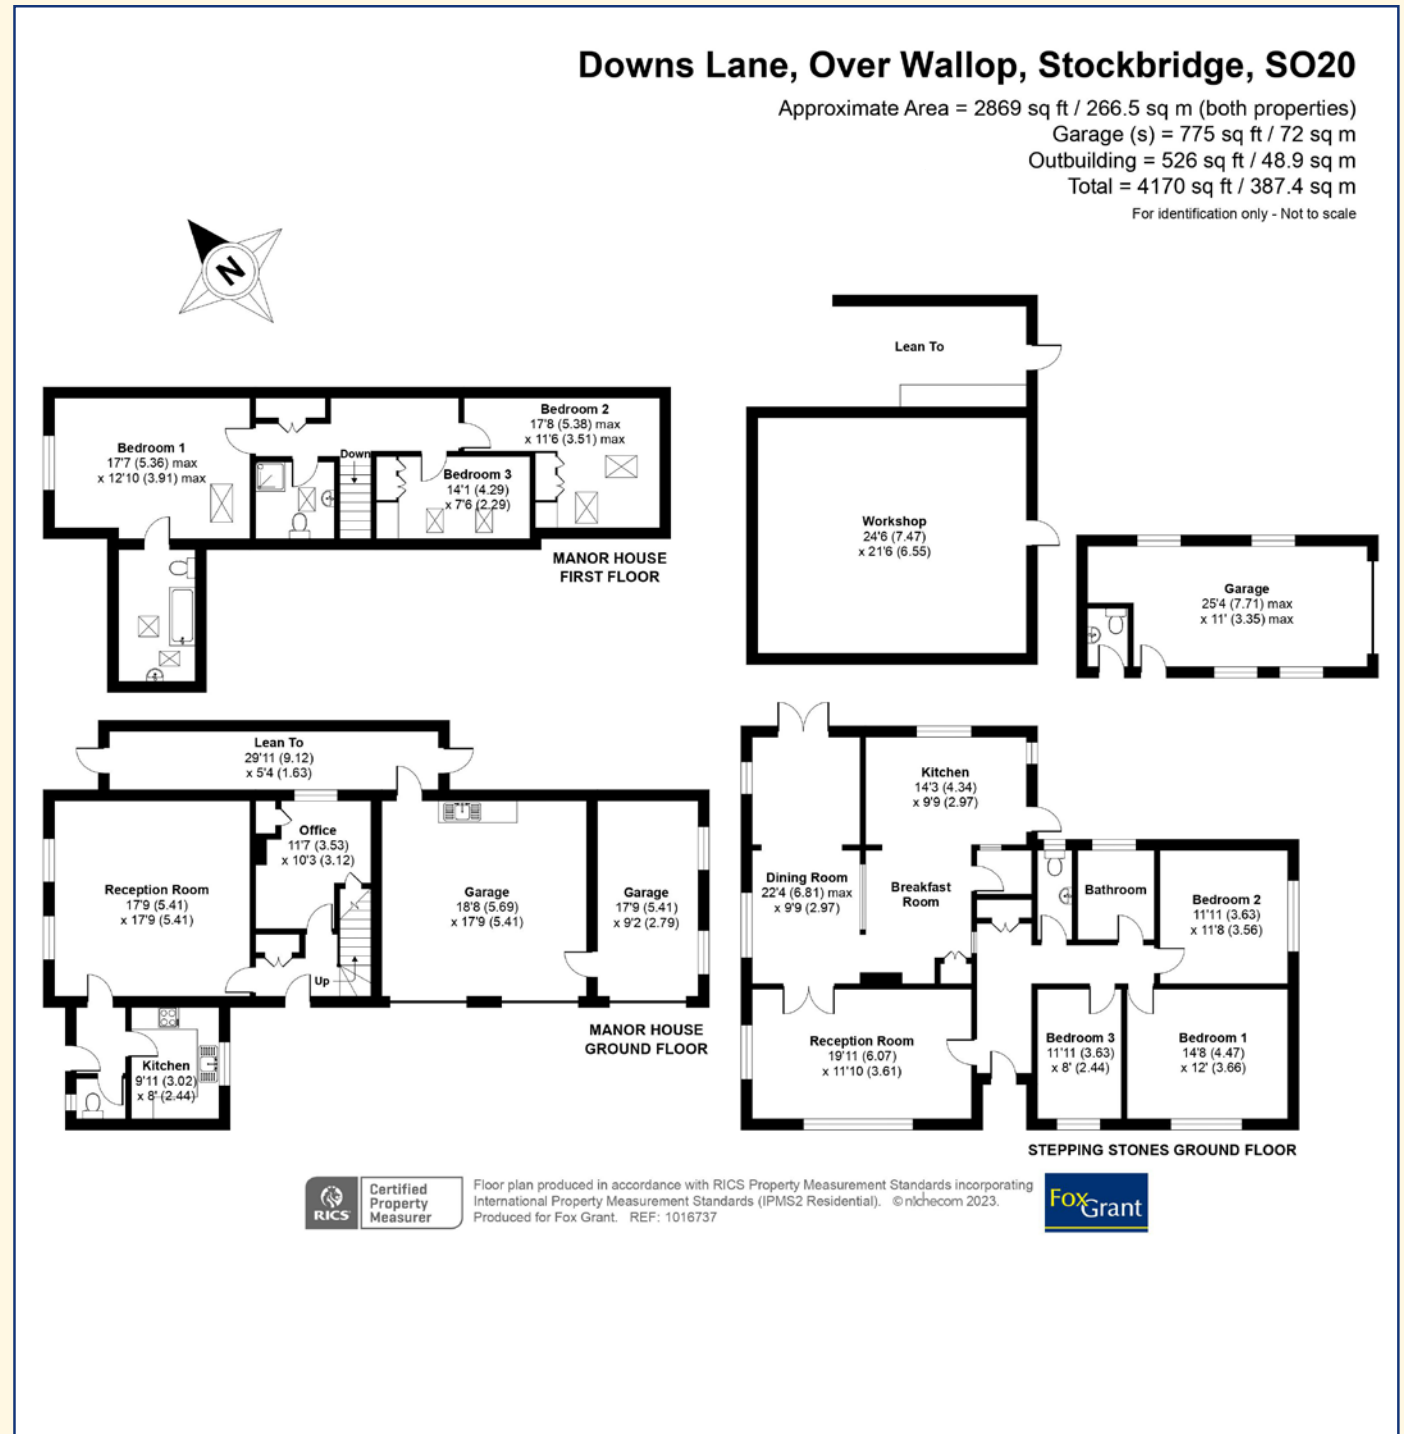 Downs Lane, Over Wallop, Stockbridge, SO20
Approximate Area = 2869 sq ft / 266.5 sq m (both properties)
Garage (s) = 775 sq ft / 72 sq m
Outbuilding = 526 sq ft / 48.9 sq m
Total = 4170 sq ft / 387.4 sq m
For identification only - Not to scale
N
Lean To
Bedroom 1
17'7 (5.36) max
x 12'10 (3.91) max
Down
Bedroom 3
14'1 (4.29)
x 7'6 (2.29)
Bedroom 2
17'8 (5.38) max
x 11'6 (3.51) max
MANOR HOUSE
FIRST FLOOR
Workshop
24'6 (7.47)
x 21'6 (6.55)
Garage
25'4 (7.71) max
x 11' (3.35) max
Lean To
29'11 (9.12)
x 5'4 (1.63)
Reception Room
17'9 (5.41)
x 17'9 (5.41)
Office
11'7 (3.53)
x 10'3 (3.12)
Up
Garage
18'8 (5.69)
x 17'9 (5.41)
Garage
17'9 (5.41)
x 9'2 (2.79)
Kitchen
9'11 (3.02)
x 8' (2.44)
MANOR HOUSE
GROUND FLOOR
Kitchen
14'3 (4.34)
x 9'9 (2.97)
Dining Room
22'4 (6.81) max
x 9'9 (2.97)
Breakfast
Room
Bathroom
Bedroom 2
11'11 (3.63)
x 11'8 (3.56)
Reception Room
19'11 (6.07)
x 11'10 (3.61)
Bedroom 3
11'11 (3.63)
x 8' (2.44)
Bedroom 1
14'8 (4.47)
x 12' (3.66)
STEPPING STONES GROUND FLOOR
RICS
Certified
Property
Measurer
Floor plan produced in accordance with RICS Property Measurement Standards incorporating
International Property Measurement Standards (IPMS2 Residential). © nichecom 2023.
Produced for Fox Grant. REF: 1016737
Fox
Grant